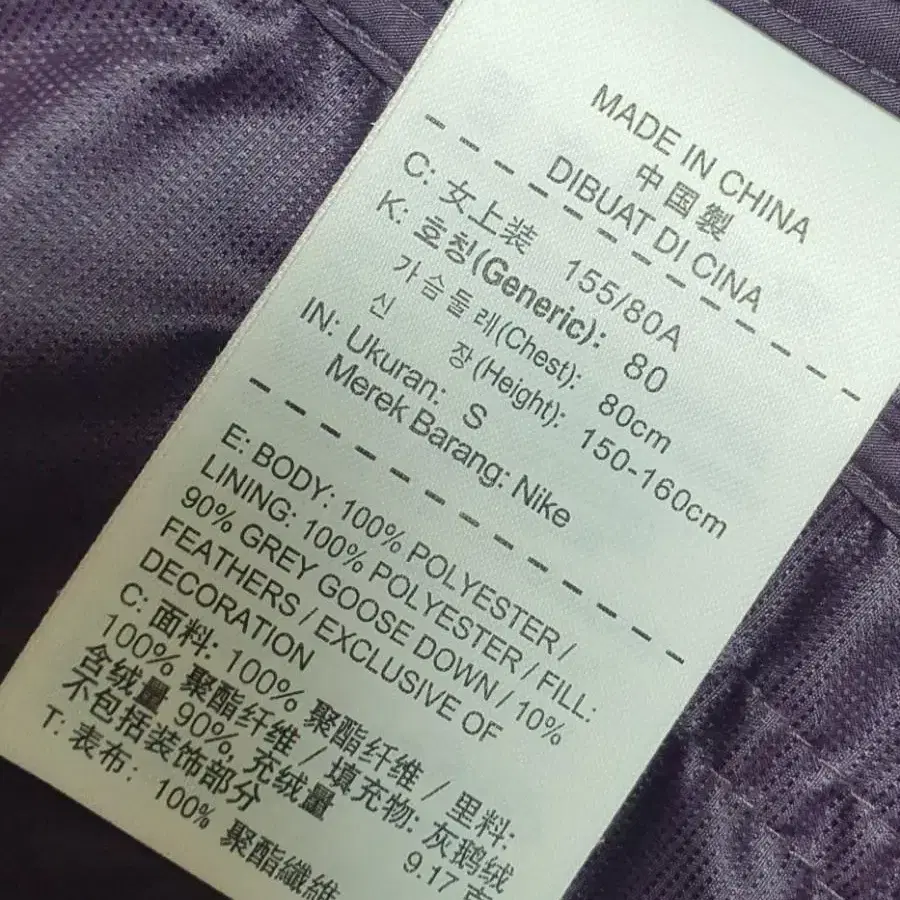 MADE IN CHINA
中国製
DIBUAT DI CINA
C: 女上装 155/80A
K: 호칭(Generic): 80
가슴둘레(Chest): 80cm
신 장(Height): 150-160cm
IN: Ukuran: S
Merek Barang: Nike
E: BODY: 100% POLYESTER /
LINING: 100% POLYESTER / FILL:
90% GREY GOOSE DOWN / 10%
FEATHERS / EXCLUSIVE OF
DECORATION
C: 面料: 100% 聚酯纤维 / 里料:
100% 聚酯纤维 / 填充物: 灰鹅绒
含绒量 90%, 充绒量 9.17克
不包括装饰部分
T: 表布: 100% 聚酯纖維